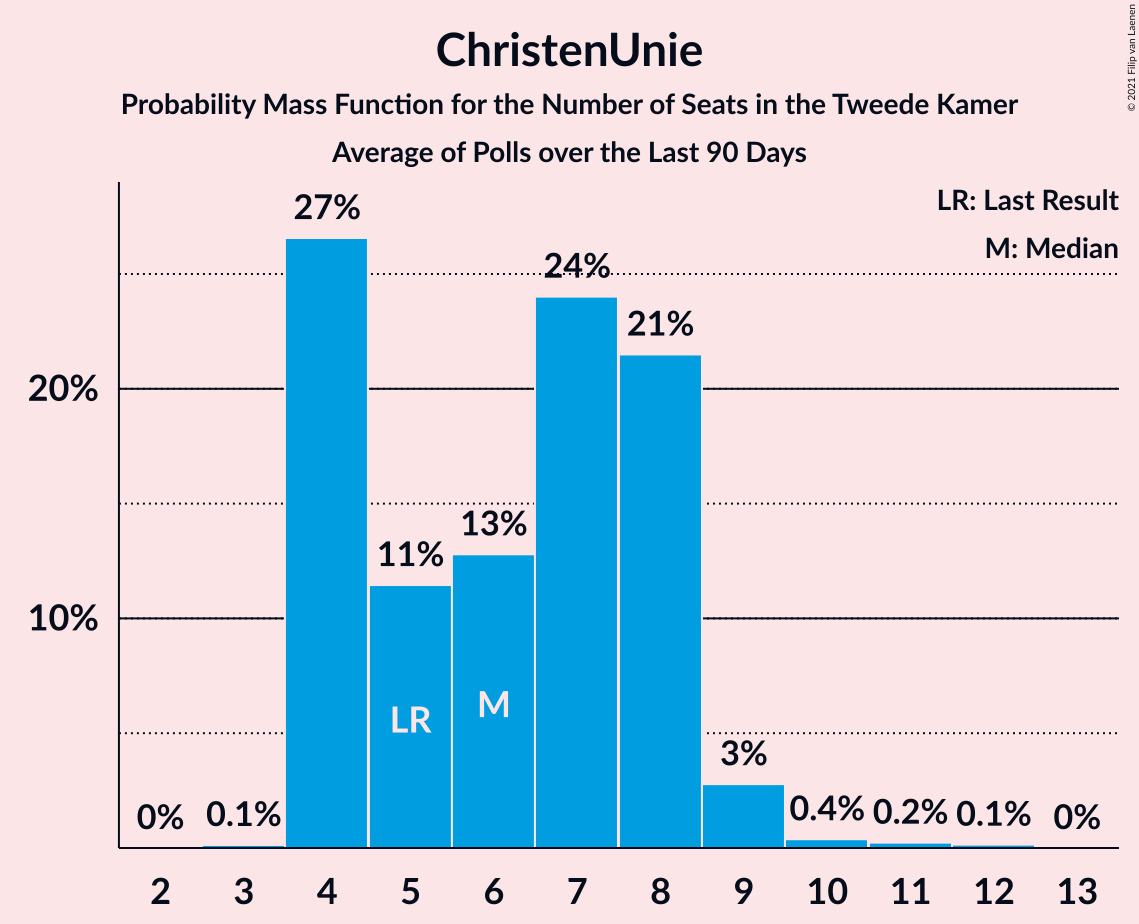 ChristenUnie
Probability Mass Function for the Number of Seats in the Tweede Kamer
Average of Polls over the Last 90 Days
© 2021 Filip van Laenen
LR: Last Result
M: Median
27%
24%
21%
20%
13%
11%
10%
LR
M
3%
0%
0.1%
0.4%
0.2%
0.1%
0%
2 3 4 5 6 7 8 9 10 11 12 13